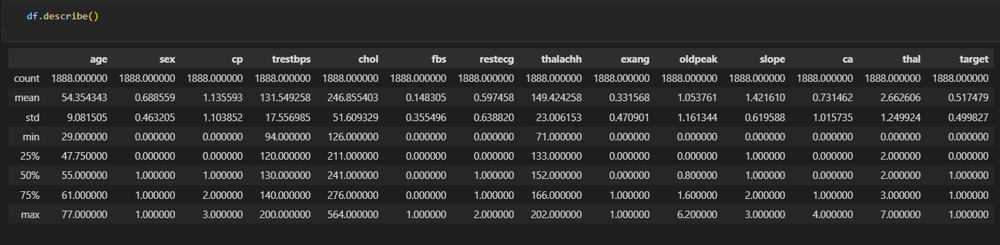 df.describe()
age sex cp trestbps chol fbs restecg thalachh exang oldpeak slope ca thal target
count 1888.000000 1888.000000 1888.000000 1888.000000 1888.000000 1888.000000 1888.000000 1888.000000 1888.000000 1888.000000 1888.000000 1888.000000 1888.000000 1888.000000
mean 54.354343 0.688559 1.135593 131.549258 246.855403 0.148305 0.597458 149.424258 0.331568 1.053761 1.421610 0.731462 2.662606 0.517479
std 9.081505 0.463205 1.103852 17.556985 51.609329 0.355496 0.638820 23.006153 0.470901 1.161344 0.619588 1.015735 1.249924 0.499827
min 29.000000 0.000000 0.000000 94.000000 126.000000 0.000000 0.000000 71.000000 0.000000 0.000000 0.000000 0.000000 0.000000 0.000000
25% 47.750000 0.000000 0.000000 120.000000 211.000000 0.000000 0.000000 133.000000 0.000000 0.000000 1.000000 0.000000 2.000000 0.000000
50% 55.000000 1.000000 1.000000 130.000000 241.000000 0.000000 1.000000 152.000000 0.000000 0.800000 1.000000 0.000000 2.000000 1.000000
75% 61.000000 1.000000 2.000000 140.000000 276.000000 0.000000 1.000000 166.000000 1.000000 1.600000 2.000000 1.000000 3.000000 1.000000
max 77.000000 1.000000 3.000000 200.000000 564.000000 1.000000 2.000000 202.000000 1.000000 6.200000 3.000000 4.000000 7.000000 1.000000